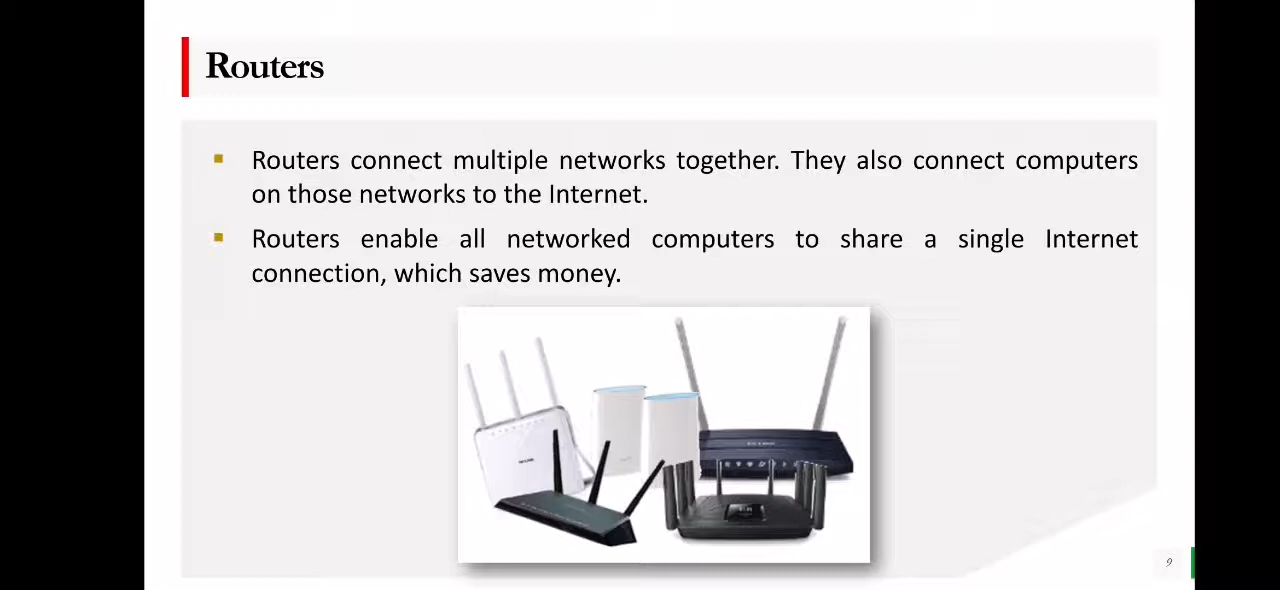 Routers
Routers connect multiple networks together. They also connect computers
on those networks to the Internet.
Routers enable all networked computers to share a single Internet
connection, which saves money.
9